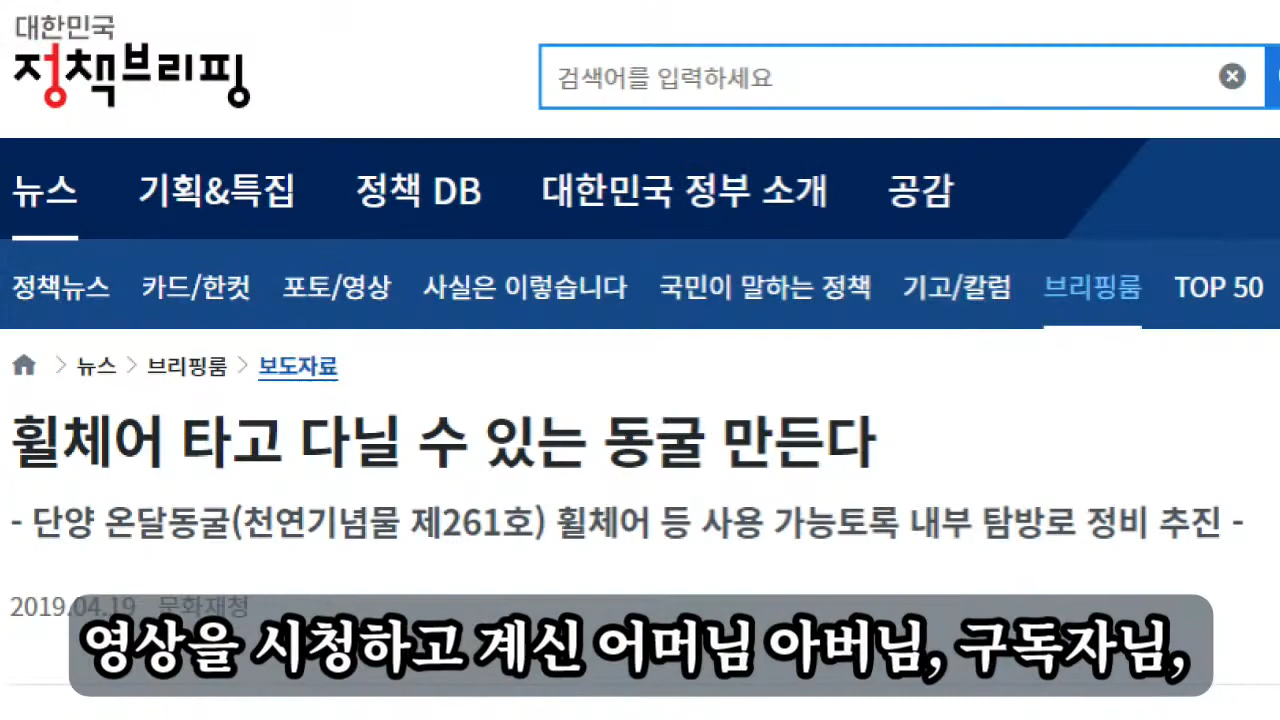 대한민국
정책브리핑
검색어를 입력하세요
뉴스 기획&특집 정책 DB 대한민국 정부 소개 공감
정책뉴스 카드/한컷 포토/영상 사실은 이렇습니다 국민이 말하는 정책 기고/칼럼 브리핑룸 TOP 50
뉴스 > 브리핑룸 > 보도자료
휠체어 타고 다닐 수 있는 동굴 만든다
- 단양 온달동굴(천연기념물 제261호) 휠체어 등 사용 가능토록 내부 탐방로 정비 추진 -
2019.04.19 문화재청
영상을 시청하고 계신 어머님 아버님, 구독자님,